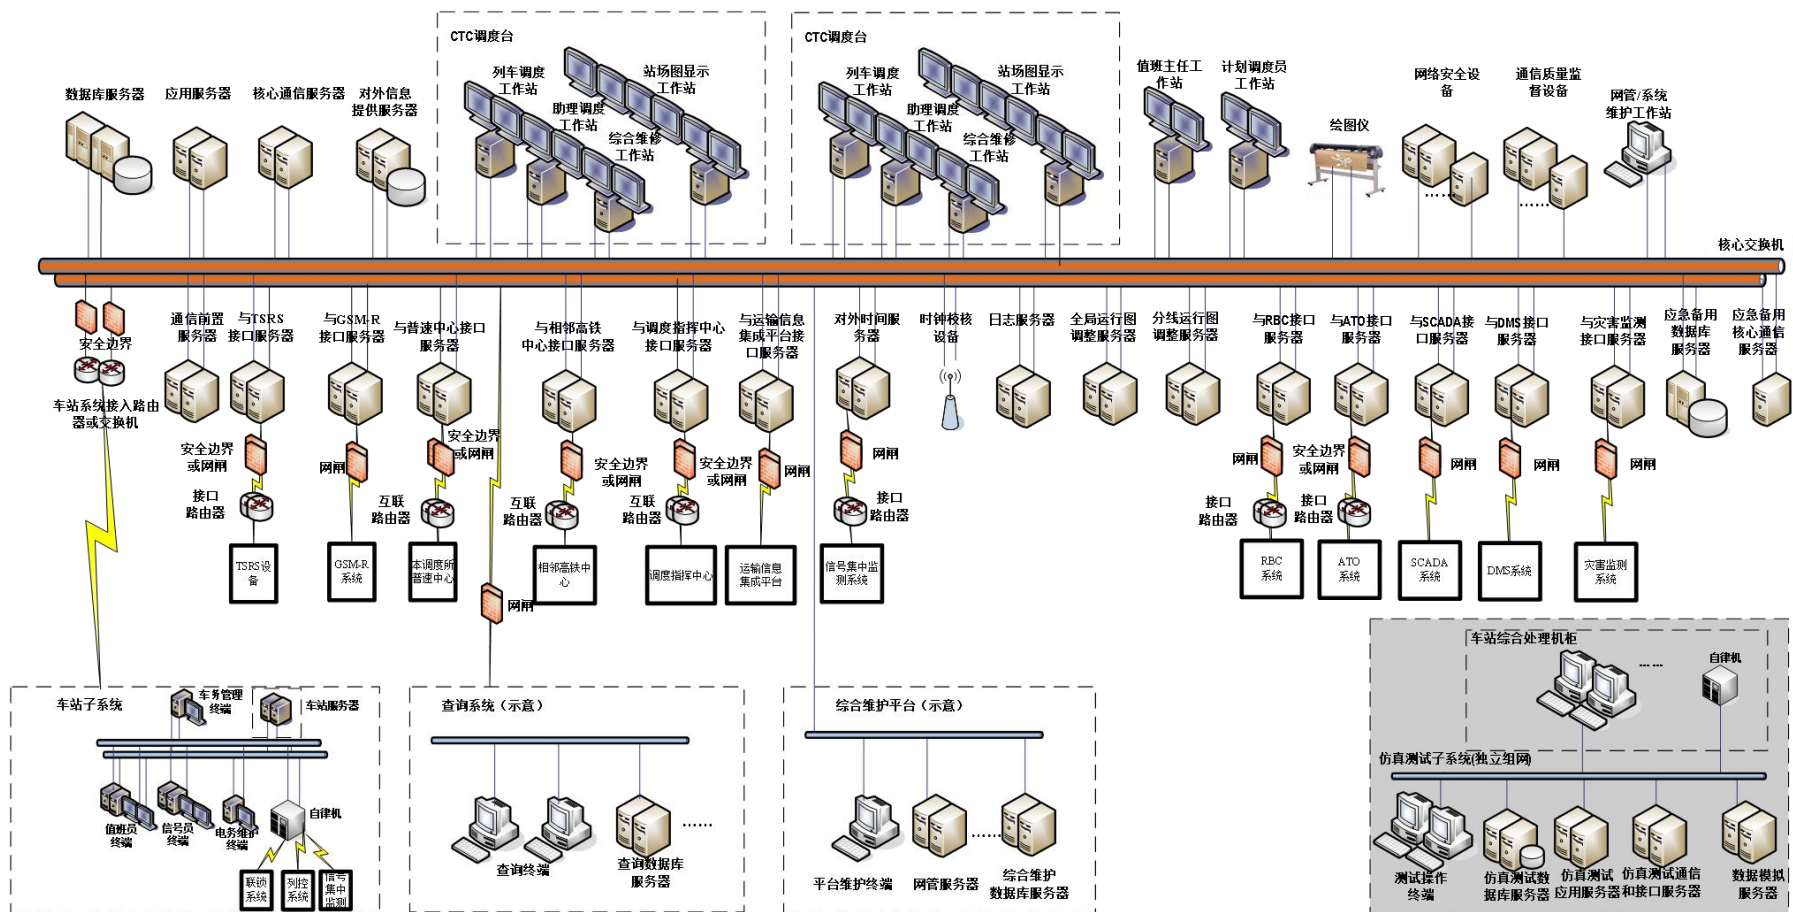 CTC调度台
CTC调度台
数据库服务器
应用服务器
核心通信服务器
对外信息
提供服务器
列车调度
工作站
助理调度
工作站
站场图显示
工作站
综合维修
工作站
列车调度
工作站
助理调度
工作站
站场图显示
工作站
综合维修
工作站
值班主任工
作站
计划调度员
工作站
绘图仪
网络安全设
备
……
通信质量监
督设备
……
网管/系统
维护工作站
核心交换机
安全边界
车站系统接入路由
器或交换机
通信前置
服务器
与TSRS
接口服务器
与GSM-R
接口服务器
与普速中心接口
服务器
与相邻高铁
中心接口服务器
与调度指挥中心
接口服务器
与运输信息
集成平台接
口服务器
对外时间服
务器
时钟校核
设备
日志服务器
全局运行图
调整服务器
分线运行图
调整服务器
与RBC接口
服务器
与ATO接口
服务器
与SCADA接
口服务器
与DMS接口
服务器
与灾害监测
接口服务器
应急备用
数据库
服务器
应急备用
核心通信
服务器
安全边界
或网闸
网闸
安全边界
或网闸
安全边界
或网闸
安全边界
或网闸
网闸
网闸
网闸
安全边界
或网闸
网闸
网闸
网闸
接口
路由器
互联
路由器
互联
路由器
互联
路由器
接口
路由器
接口
路由器
接口
路由器
TSRS设
备
GSM-R
系统
本调度所
普速中心
网闸
相邻高铁中
心
调度指挥中心
运输信息
集成平台
信号集中监
测系统
RBC
系统
ATO
系统
SCADA
系统
DMS系统
灾害监测
系统
车站子系统
车务管理
终端
车站服务器
值班员
终端
信号员
终端
电务维护
终端
自律机
联锁
系统
列控
系统
信号
集中
监测
查询系统（示意）
查询终端
查询数据库
服务器
……
综合维护平台（示意）
平台维护终端
网管服务器
……
综合维护
数据库服务器
车站综合处理机柜
……
自律机
仿真测试子系统(独立组网)
测试操作
终端
仿真测试数
据库服务器
仿真测试
应用服务器
仿真测试通信
和接口服务器
数据模拟
服务器